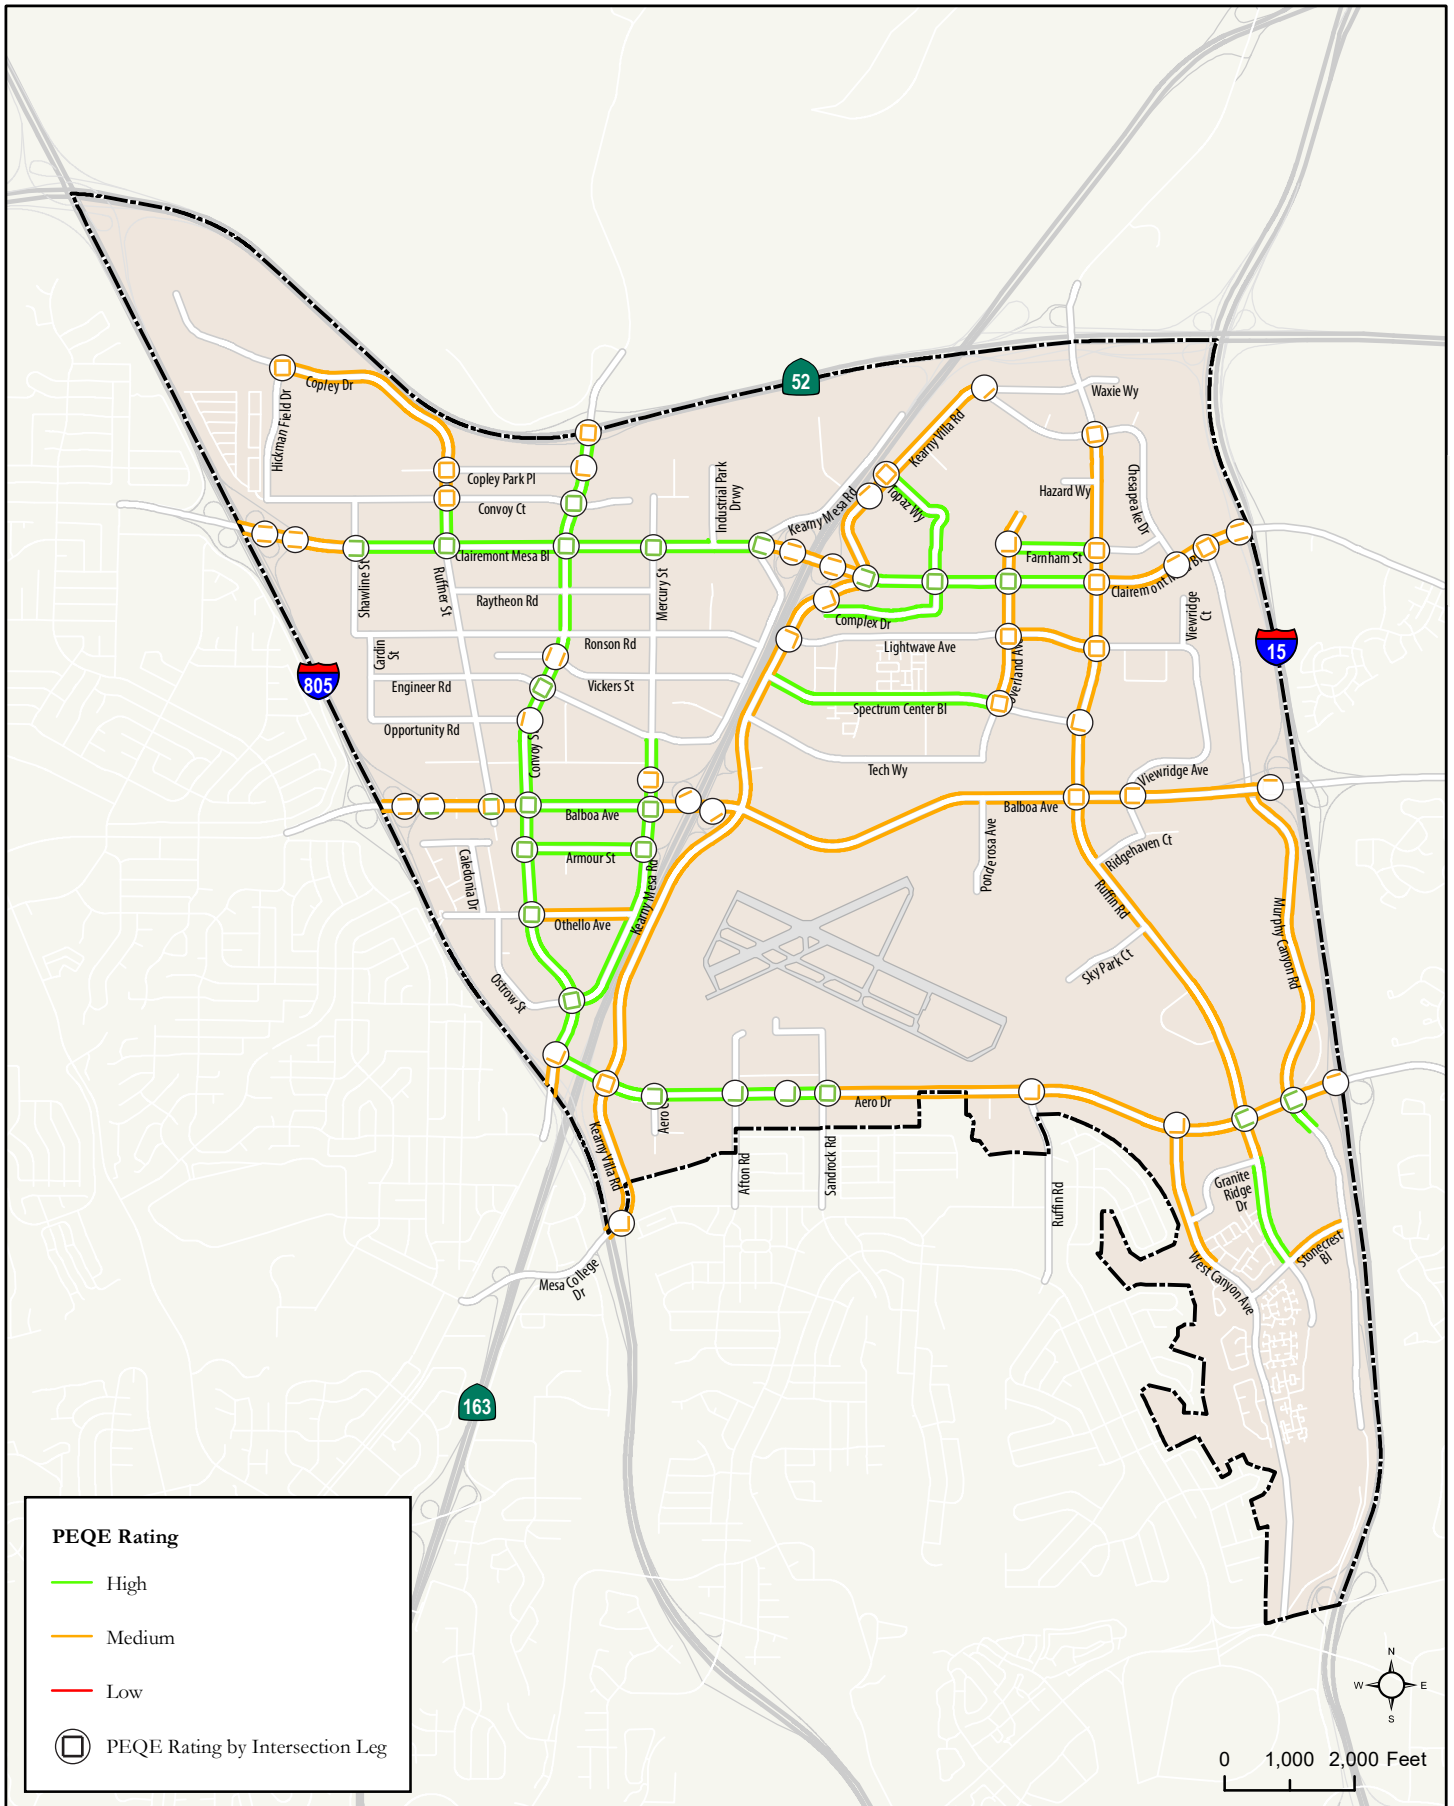 52
Waxie Wy
Copley Dr
Hickman Field Dr
Kearny Villa Rd
Copley Park Pl
Convoy Ct
Industrial Park
Drwy
Kearny Mesa Rd
Topaz Wy
Hazard Wy
Chesapeake Dr
Clairemont Mesa Bl
Farnham St
Shawline St
Ruffner St
Raytheon Rd
Mercury St
Complex Dr
Viewridge
Ct
Cardin
St
Ronson Rd
Lightwave Ave
Overland Ave
15
805
Engineer Rd
Vickers St
Spectrum Center Bl
Opportunity Rd
Convoy St
Tech Wy
Viewridge Ave
Balboa Ave
Balboa Ave
Armour St
Ponderosa Ave
Ridgehaven Ct
Caledonia Dr
Kearny Mesa Rd
Ruffin Rd
Othello Ave
Murphy Canyon Rd
Sky Park Ct
Ostrow St
Aero Dr
Kearny Villa Rd
Afton Rd
Sandrock Rd
Ruffin Rd
Granite
Ridge
Dr
Stonecrest
Bl
West Canyon Ave
Mesa College
Dr
163
PEQE Rating
High
Medium
Low
PEQE Rating by Intersection Leg
N
W
E
S
0 1,000 2,000 Feet